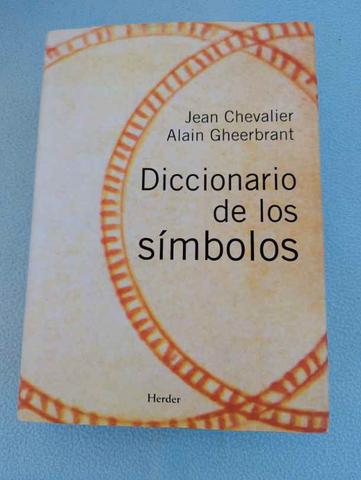 Jean Chevalier
Alain Gheerbrant
Diccionario
de los
símbolos
Herder